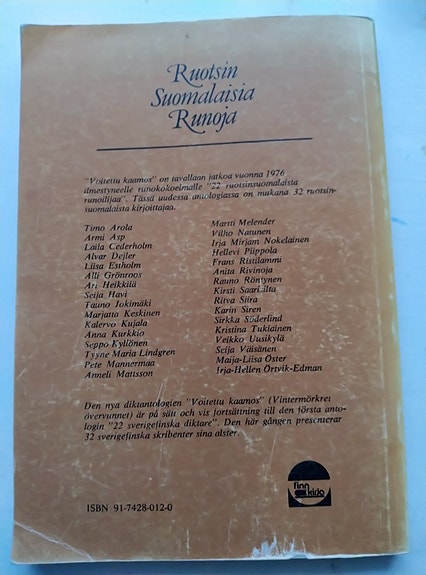 Ruotsin
Suomalaisia
Runoja
"Voitettu kaamos" on tavallaan jatkoa vuonna 1976
ilmestyneelle runokokoelmalle "22 ruotsinsuomalaista
runoilijaa". Tässä uudessa antologiassa on mukana 32 ruotsin-
suomalaista kirjoittajaa.
Timo Arola
Armi Asp
Laila Cederholm
Alvar Dejler
Liisa Estholm
Alli Grönroos
Ari Heikkilä
Seija Havi
Tauno Jokimäki
Marjatta Keskinen
Kalervo Kujala
Anna Kurkkio
Seppo Kyllönen
Tyyne Maria Lindgren
Pete Mannermaa
Anneli Mattsson
Martti Melender
Vilho Natunen
Irja Mirjam Nokelainen
Hellevi Piippola
Frans Ristilammi
Anita Rivinoja
Rauno Röntynen
Kirsti Saarialta
Ritva Siira
Karin Siren
Sirkka Söderlind
Kristina Tukiainen
Veikko Uusikylä
Seija Väisänen
Maija-Liisa Öster
Irja-Hellen Örtvik-Edman
Den nya diktantologien "Voitettu kaamos" (Vintermörkret
övervunnet) är på sätt och vis fortsättning till den första anto-
login "22 sverigefinska diktare". Den här gången presenterar
32 sverigefinska skribenter sina alster.
finn
kirja
ISBN 91-7428-012-0